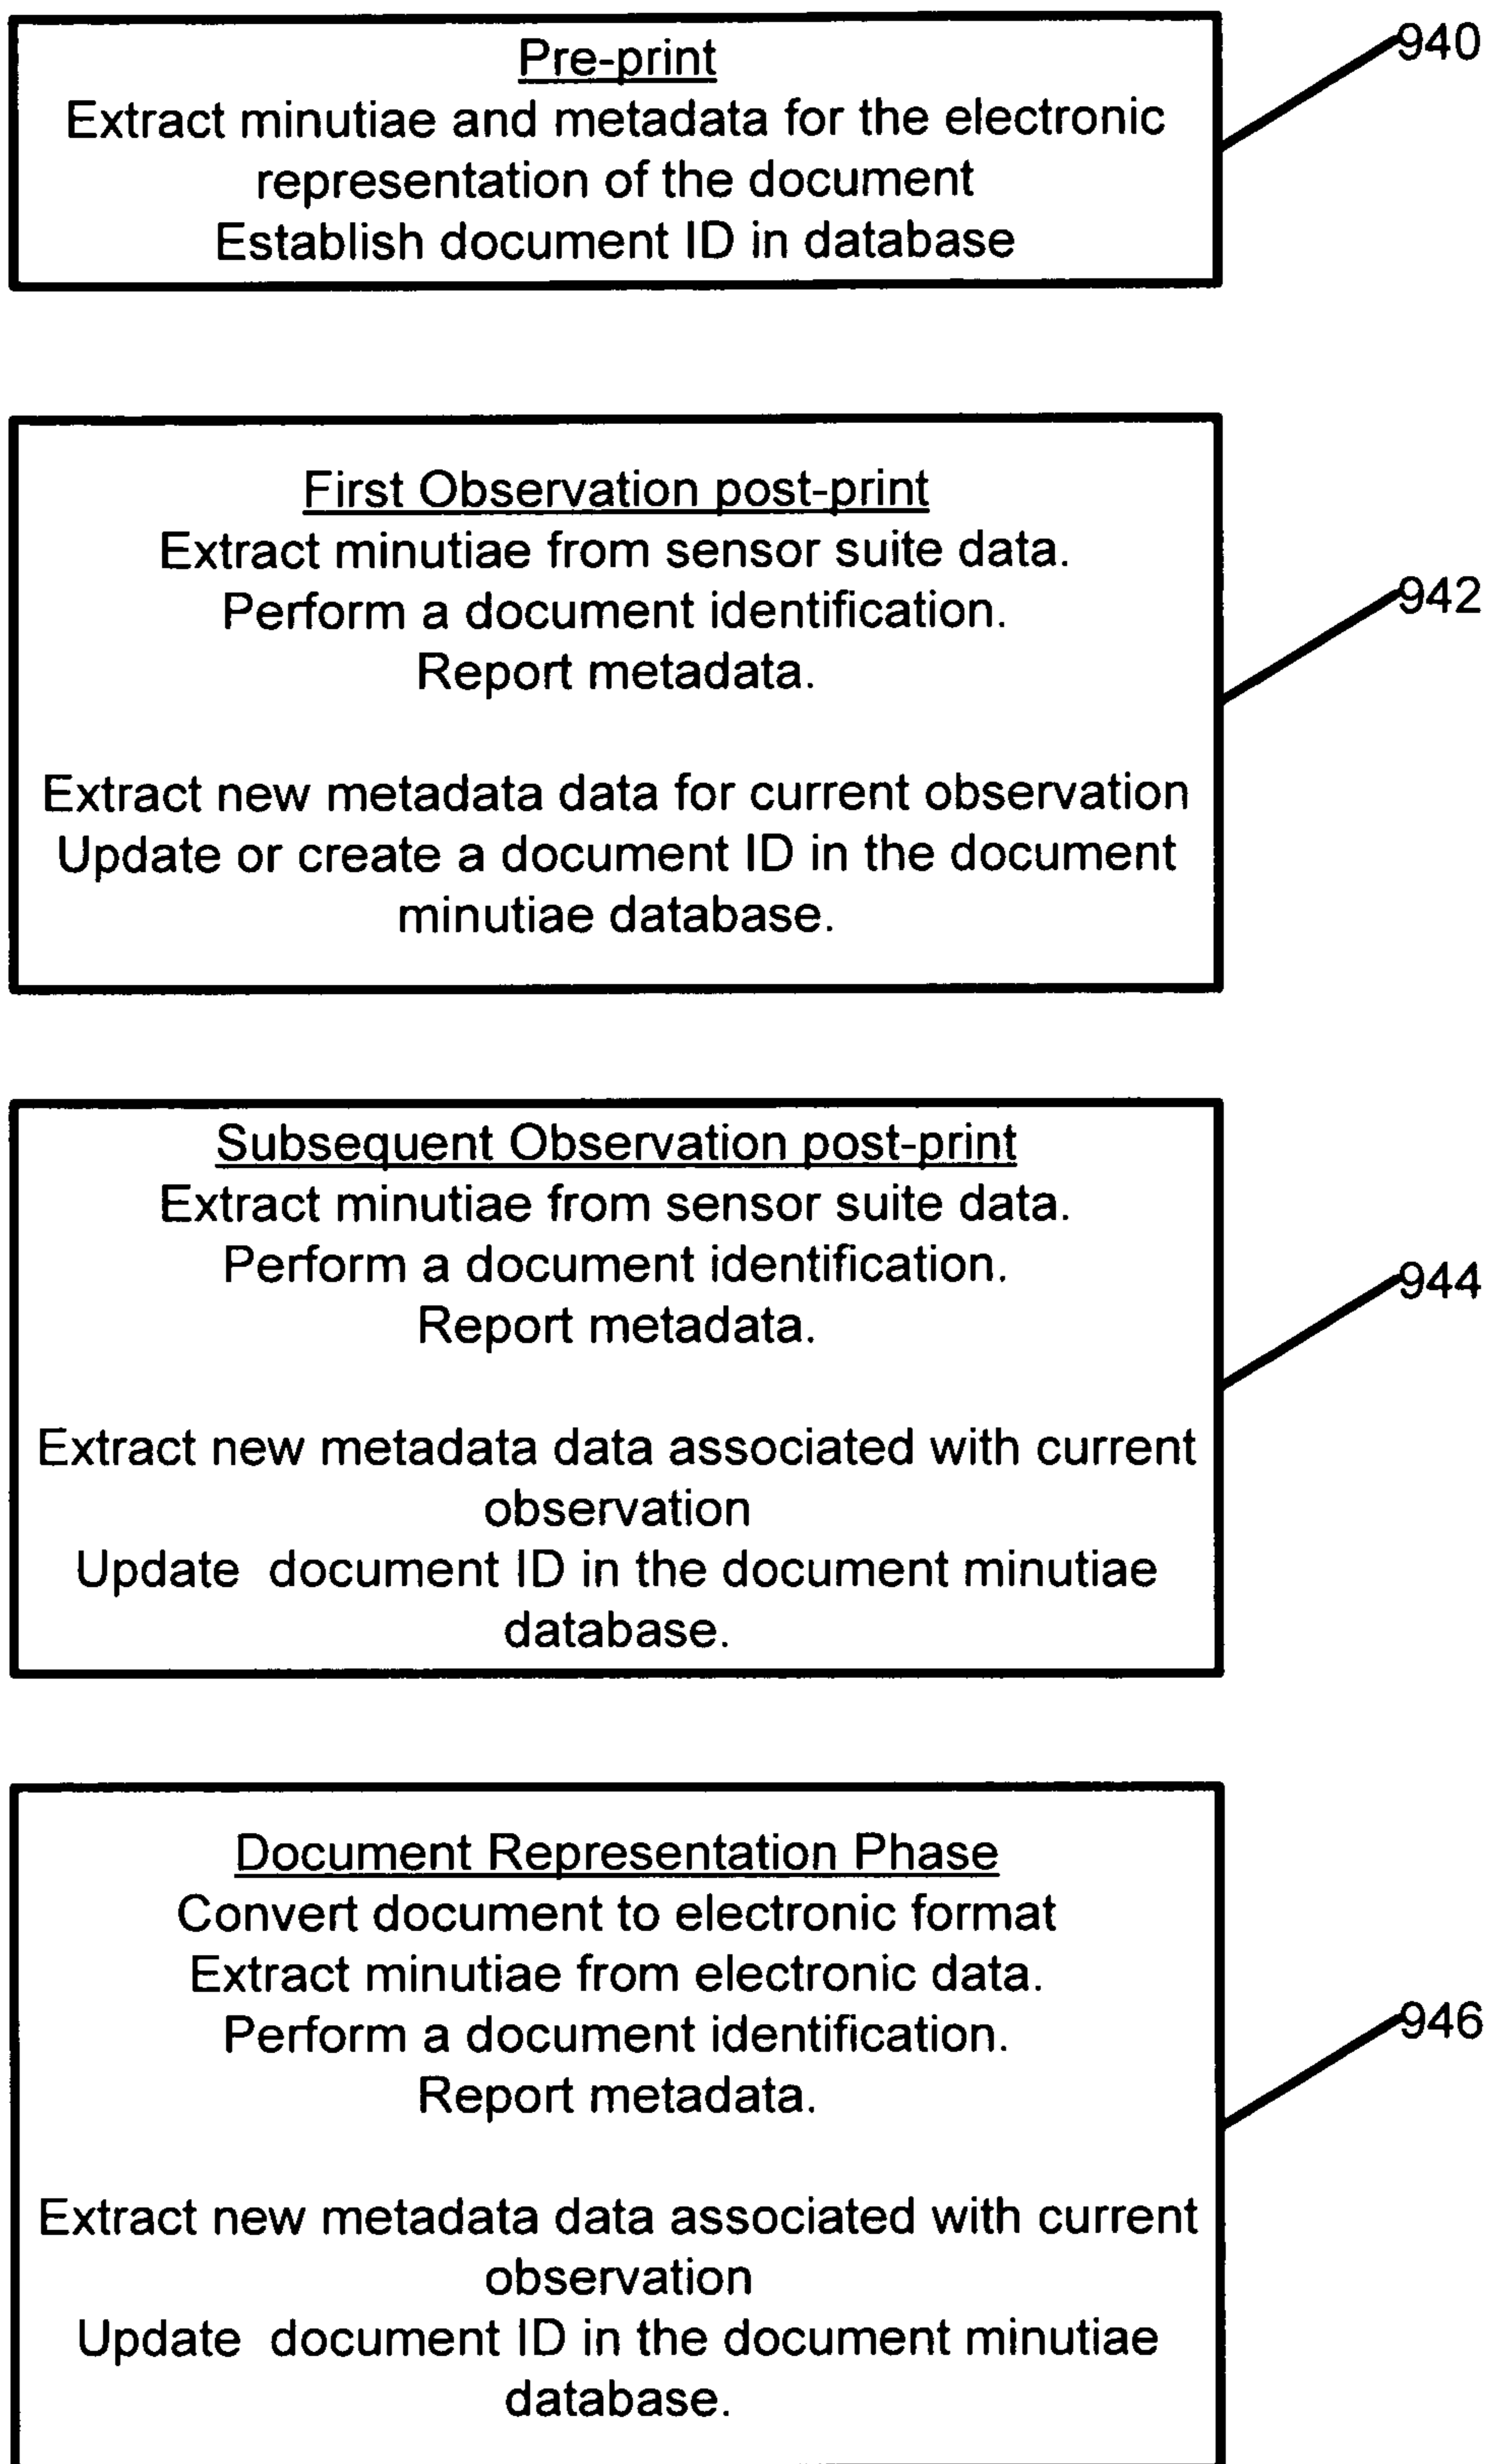 Pre-print
Extract minutiae and metadata for the electronic
representation of the document
Establish document ID in database
940
First Observation post-print
Extract minutiae from sensor suite data.
Perform a document identification.
Report metadata.
Extract new metadata data for current observation
Update or create a document ID in the document
minutiae database.
942
Subsequent Observation post-print
Extract minutiae from sensor suite data.
Perform a document identification.
Report metadata.
Extract new metadata data associated with current
observation
Update  document ID in the document minutiae
database.
944
Document Representation Phase
Convert document to electronic format
Extract minutiae from electronic data.
Perform a document identification.
Report metadata.
Extract new metadata data associated with current
observation
Update  document ID in the document minutiae
database.
946